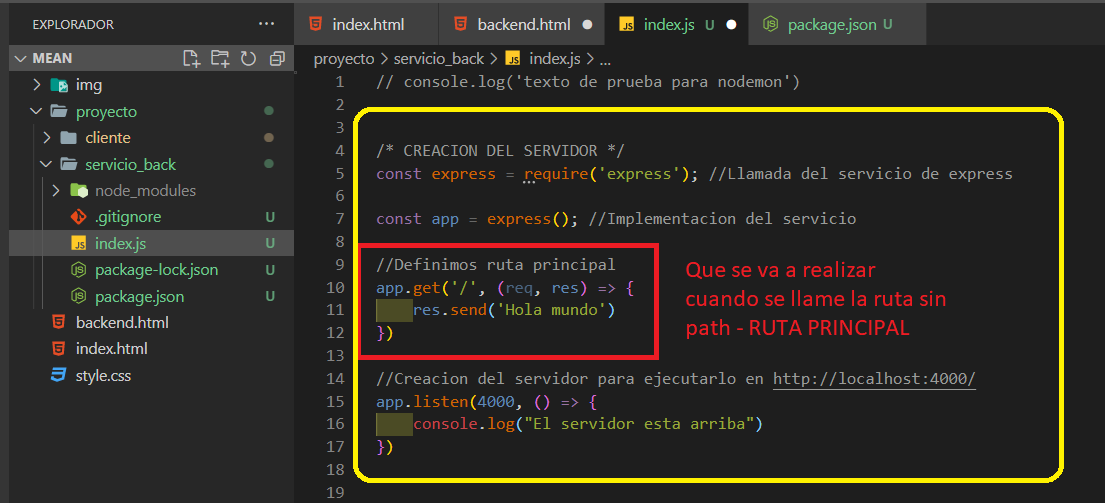 EXPLORADOR
MEAN
img
proyecto
cliente
servicio_back
node_modules
.gitignore U
index.js U
package-lock.json U
package.json U
backend.html
index.html
style.css
index.html
backend.html
index.js U
package.json U
proyecto > servicio_back > index.js > ...
1 // console.log('texto de prueba para nodemon')
2
3
4 /* CREACION DEL SERVIDOR */
5 const express = require('express'); //Llamada del servicio de express
6
7 const app = express(); //Implementacion del servicio
8
9 //Definimos ruta principal
10 app.get('/', (req, res) => {
11 res.send('Hola mundo')
12 })
13
14 //Creacion del servidor para ejecutarlo en http://localhost:4000/
15 app.listen(4000, () => {
16 console.log("El servidor esta arriba")
17 })
18
19
Que se va a realizar
cuando se llame la ruta sin
path - RUTA PRINCIPAL